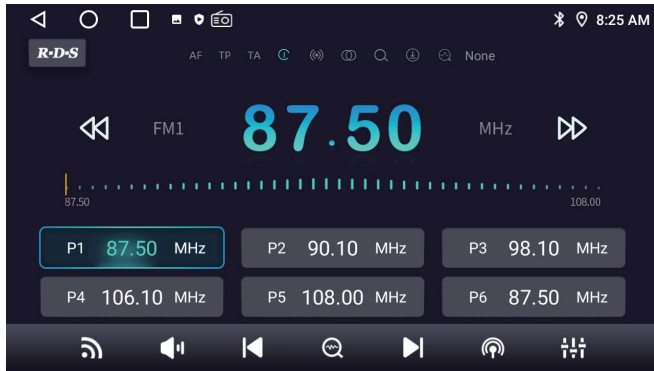 8:25 AM
R·D·S
AF TP TA None
FM1 87.50 MHz
87.50 108.00
P1 87.50 MHz P2 90.10 MHz P3 98.10 MHz
P4 106.10 MHz P5 108.00 MHz P6 87.50 MHz